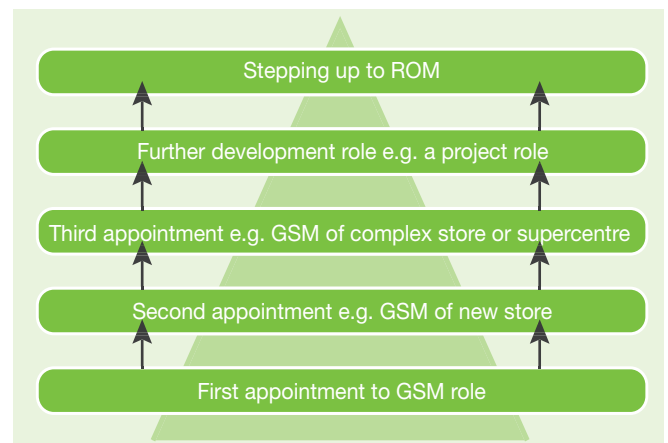 Stepping up to ROM
Further development role e.g. a project role
Third appointment e.g. GSM of complex store or supercentre
Second appointment e.g. GSM of new store
First appointment to GSM role